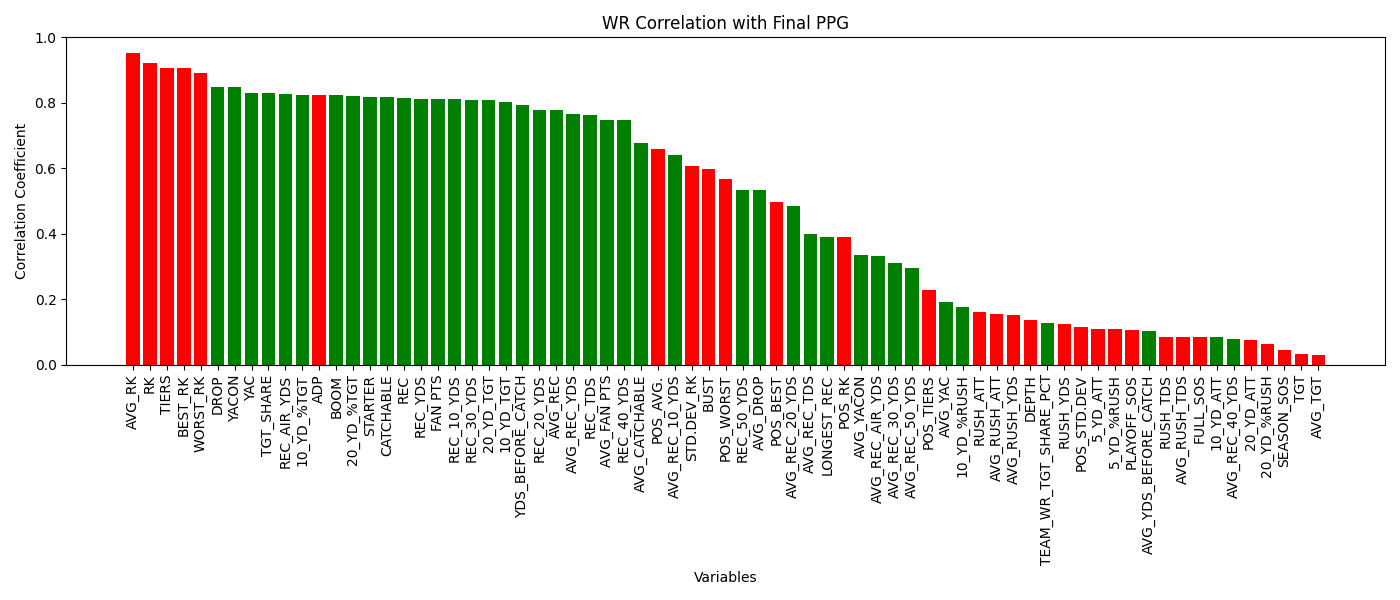 WR Correlation with Final PPG
1.0
0.8
0.6
0.4
0.2
0.0
Correlation Coefficient
AVG_RK
RK
TIERS
BEST_RK
WORST_RK
DROP
YACON
YAC
TGT_SHARE
REC_AIR_YDS
10_YD_%TGT
ADP
BOOM
20_YD_%TGT
STARTER
CATCHABLE
REC
REC_YDS
FAN PTS
REC_10_YDS
REC_30_YDS
20_YD_TGT
10_YD_TGT
YDS_BEFORE_CATCH
REC_20_YDS
AVG_REC
AVG_REC_YDS
REC_TDS
AVG_FAN PTS
REC_40_YDS
AVG_CATCHABLE
POS_AVG.
AVG_REC_10_YDS
STD.DEV_RK
BUST
POS_WORST
REC_50_YDS
AVG_DROP
POS_BEST
AVG_REC_20_YDS
AVG_REC_TDS
LONGEST_REC
POS_RK
AVG_YACON
AVG_REC_AIR_YDS
AVG_REC_30_YDS
AVG_REC_50_YDS
POS_TIERS
AVG_YAC
10_YD_%RUSH
RUSH_ATT
AVG_RUSH_ATT
AVG_RUSH_YDS
DEPTH
TEAM_WR_TGT_SHARE_PCT
RUSH_YDS
POS_STD.DEV
5_YD_ATT
5_YD_%RUSH
PLAYOFF_SOS
AVG_YDS_BEFORE_CATCH
RUSH_TDS
AVG_RUSH_TDS
FULL_SOS
10_YD_ATT
AVG_REC_40_YDS
20_YD_ATT
20_YD_%RUSH
SEASON_SOS
TGT
AVG_TGT
Variables